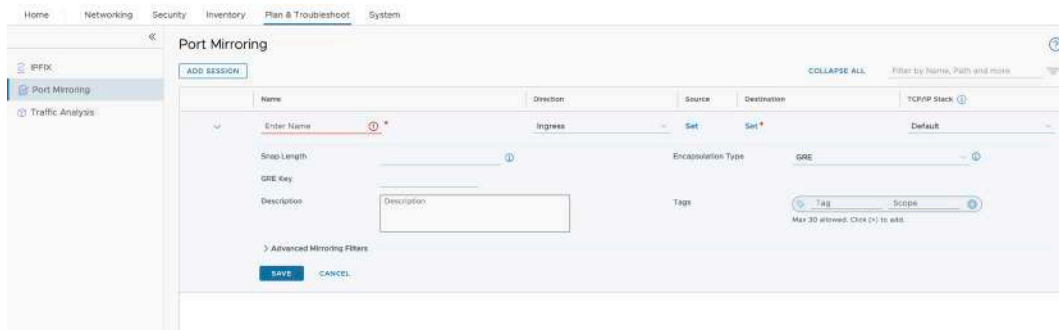 Home Networking Security Inventory Plan & Troubleshoot System
«
Port Mirroring
IPFIX
ADD SESSION COLLAPSE ALL Filter by Name, Path and more
Port Mirroring
Name Direction Source Destination TCP/IP Stack
Traffic Analysis
Enter Name * Ingress Set Set * Default
Snap Length Encapsulation Type GRE
GRE Key
Description Description Tags Tag Scope
Max 30 allowed. Click (+) to add.
> Advanced Mirroring Filters
SAVE CANCEL